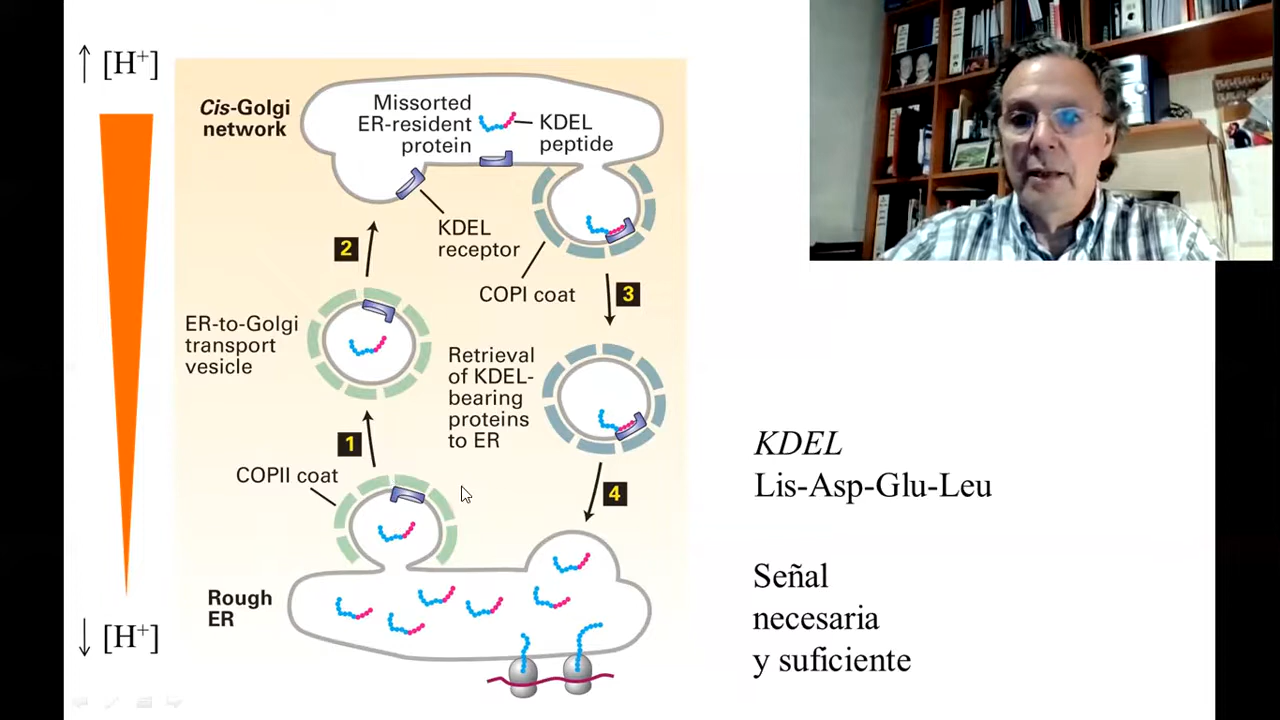 ↑ [H⁺]
Cis-Golgi
network
Missorted
ER-resident
protein
KDEL
peptide
KDEL
receptor
2
COPI coat
3
ER-to-Golgi
transport
vesicle
Retrieval
of KDEL-
bearing
proteins
to ER
1
COPII coat
4
Rough
ER
↓ [H⁺]
KDEL
Lis-Asp-Glu-Leu
Señal
necesaria
y suficiente